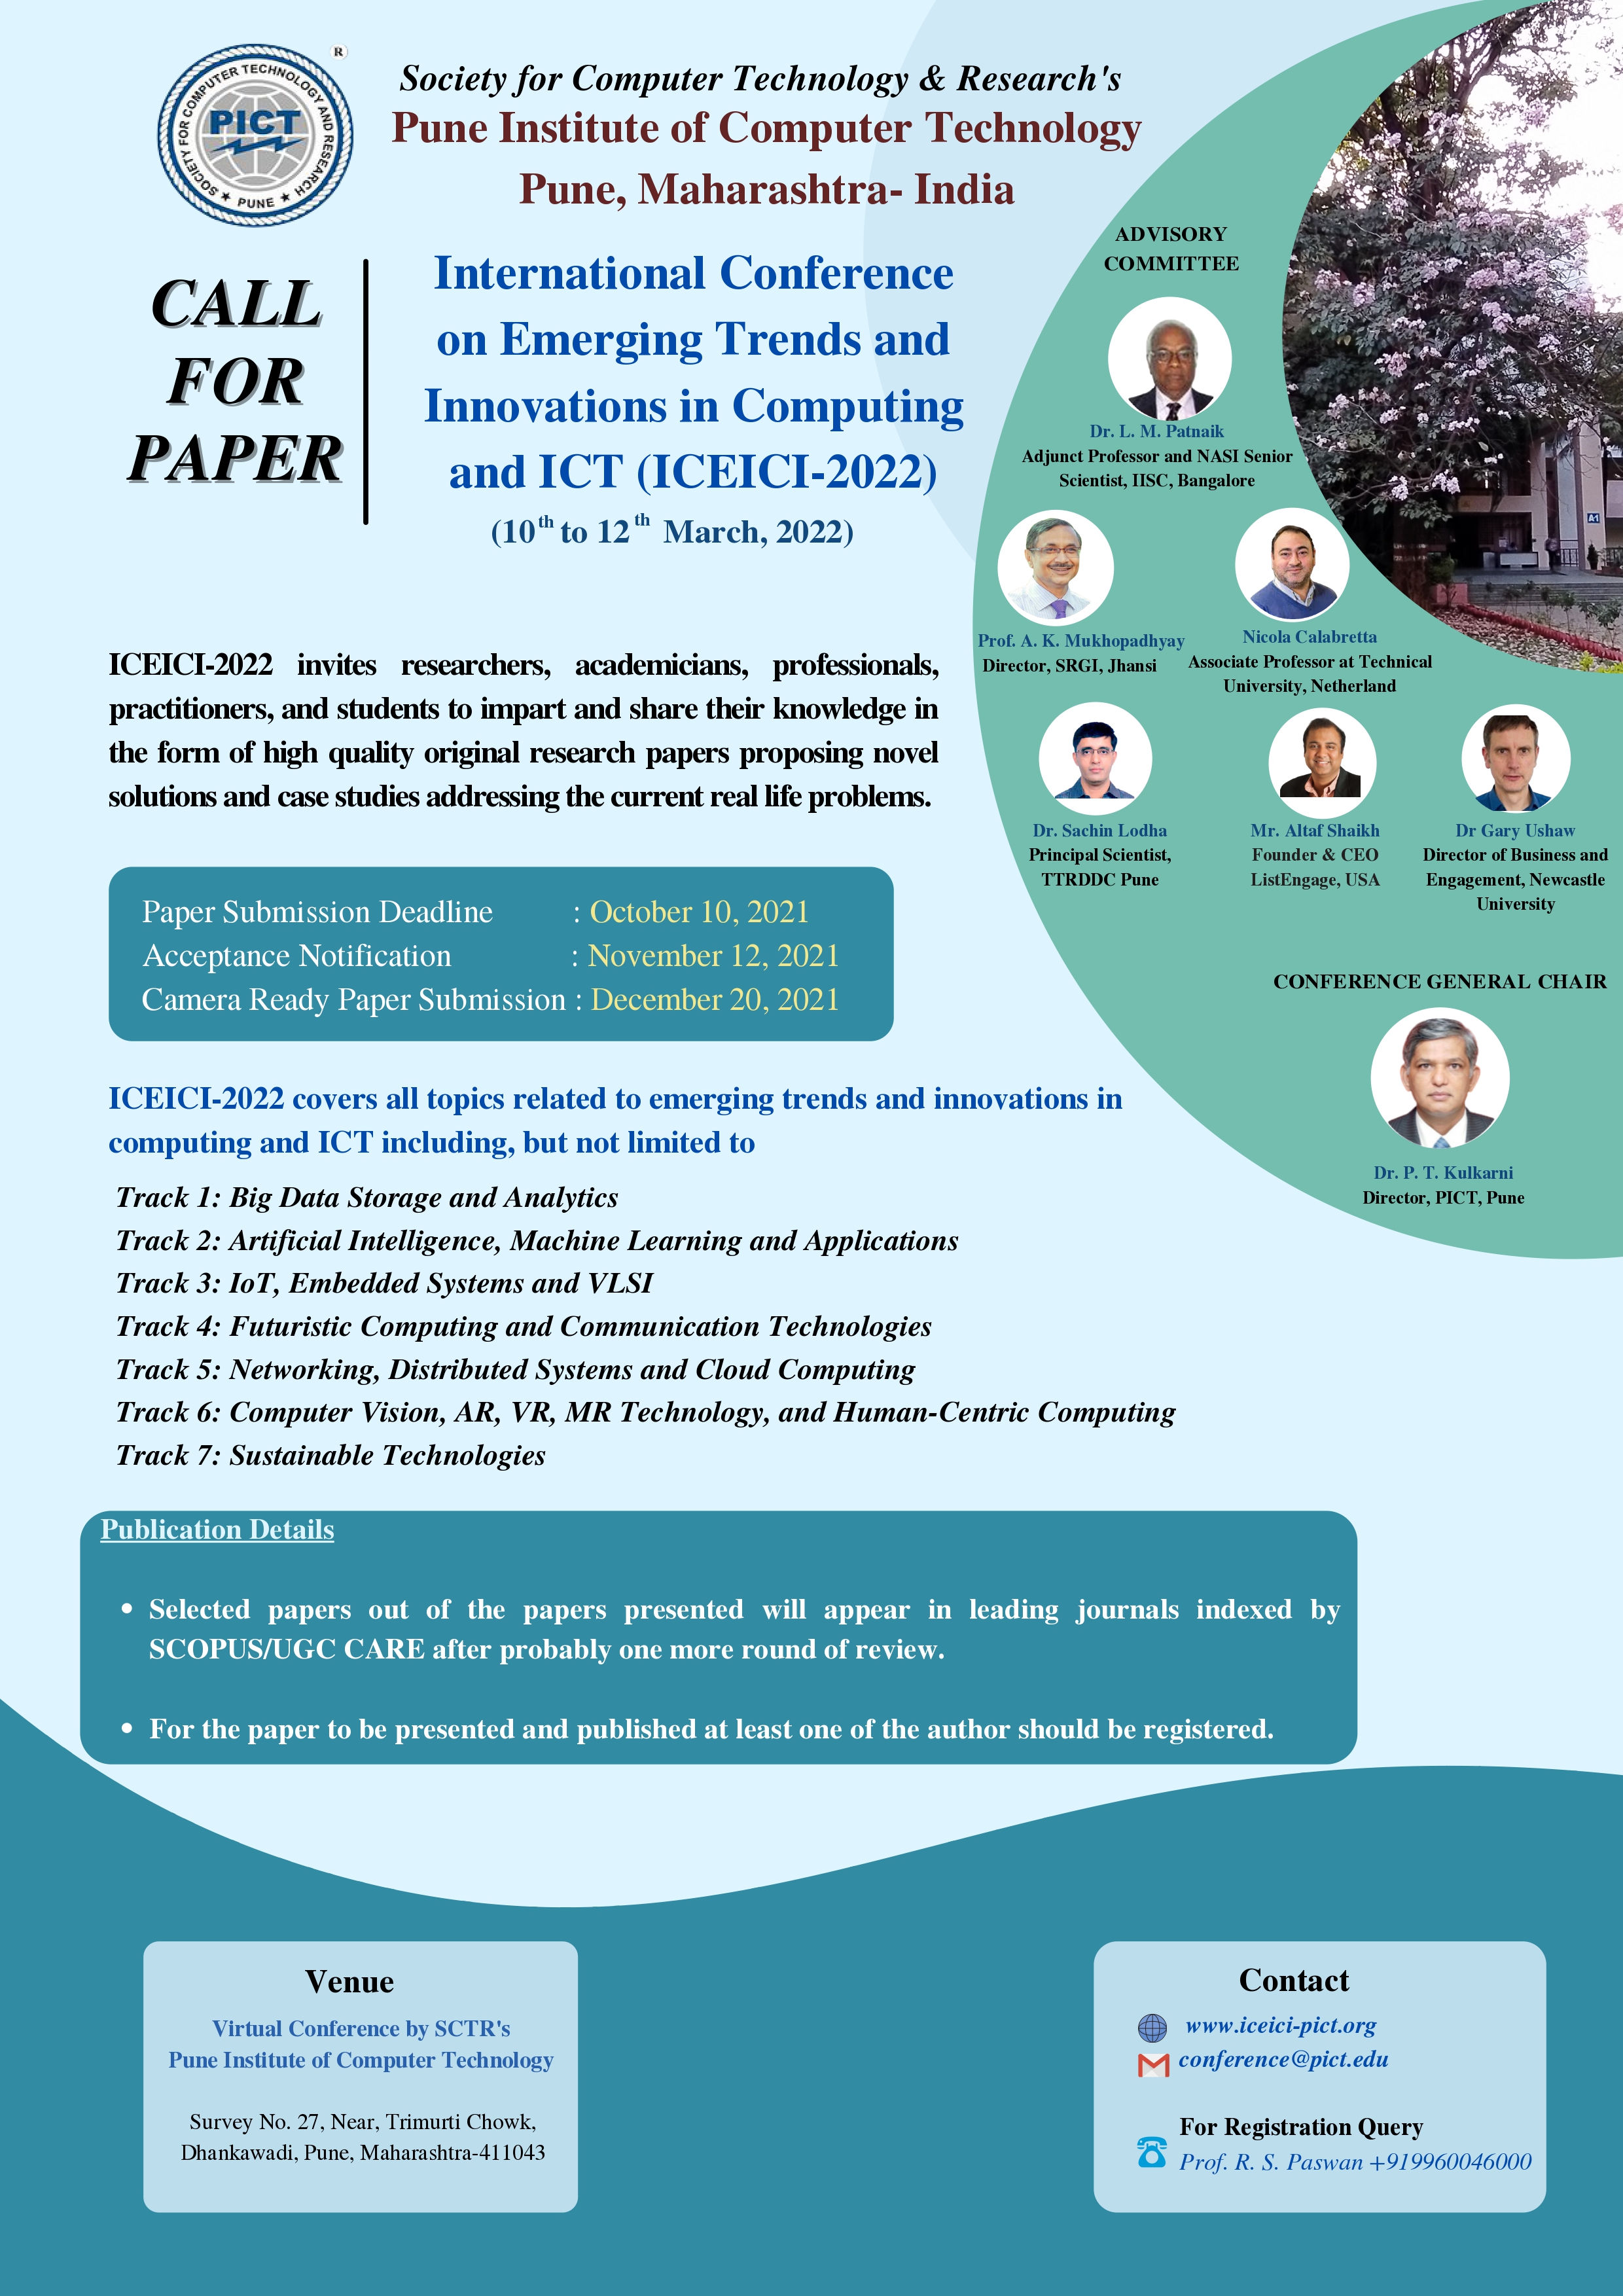 SOCIETY FOR COMPUTER TECHNOLOGY AND RESEARCH
PICT
★ PUNE ★
®
Society for Computer Technology & Research's
Pune Institute of Computer Technology
Pune, Maharashtra- India
CALL
FOR
PAPER
International Conference
on Emerging Trends and
Innovations in Computing
and ICT (ICEICI-2022)
(10th to 12th March, 2022)
ADVISORY
COMMITTEE
Dr. L. M. Patnaik
Adjunct Professor and NASI Senior
Scientist, IISC, Bangalore
A1
Prof. A. K. Mukhopadhyay
Director, SRGI, Jhansi
Nicola Calabretta
Associate Professor at Technical
University, Netherland
Dr. Sachin Lodha
Principal Scientist,
TTRDDC Pune
Mr. Altaf Shaikh
Founder & CEO
ListEngage, USA
Dr Gary Ushaw
Director of Business and
Engagement, Newcastle
University
CONFERENCE GENERAL CHAIR
Dr. P. T. Kulkarni
Director, PICT, Pune
ICEICI-2022 invites researchers, academicians, professionals,
practitioners, and students to impart and share their knowledge in
the form of high quality original research papers proposing novel
solutions and case studies addressing the current real life problems.
Paper Submission Deadline : October 10, 2021
Acceptance Notification : November 12, 2021
Camera Ready Paper Submission : December 20, 2021
ICEICI-2022 covers all topics related to emerging trends and innovations in
computing and ICT including, but not limited to
Track 1: Big Data Storage and Analytics
Track 2: Artificial Intelligence, Machine Learning and Applications
Track 3: IoT, Embedded Systems and VLSI
Track 4: Futuristic Computing and Communication Technologies
Track 5: Networking, Distributed Systems and Cloud Computing
Track 6: Computer Vision, AR, VR, MR Technology, and Human-Centric Computing
Track 7: Sustainable Technologies
Publication Details
• Selected papers out of the papers presented will appear in leading journals indexed by
SCOPUS/UGC CARE after probably one more round of review.
• For the paper to be presented and published at least one of the author should be registered.
Venue
Virtual Conference by SCTR's
Pune Institute of Computer Technology
Survey No. 27, Near, Trimurti Chowk,
Dhankawadi, Pune, Maharashtra-411043
Contact
www.iceici-pict.org
conference@pict.edu
For Registration Query
Prof. R. S. Paswan +919960046000